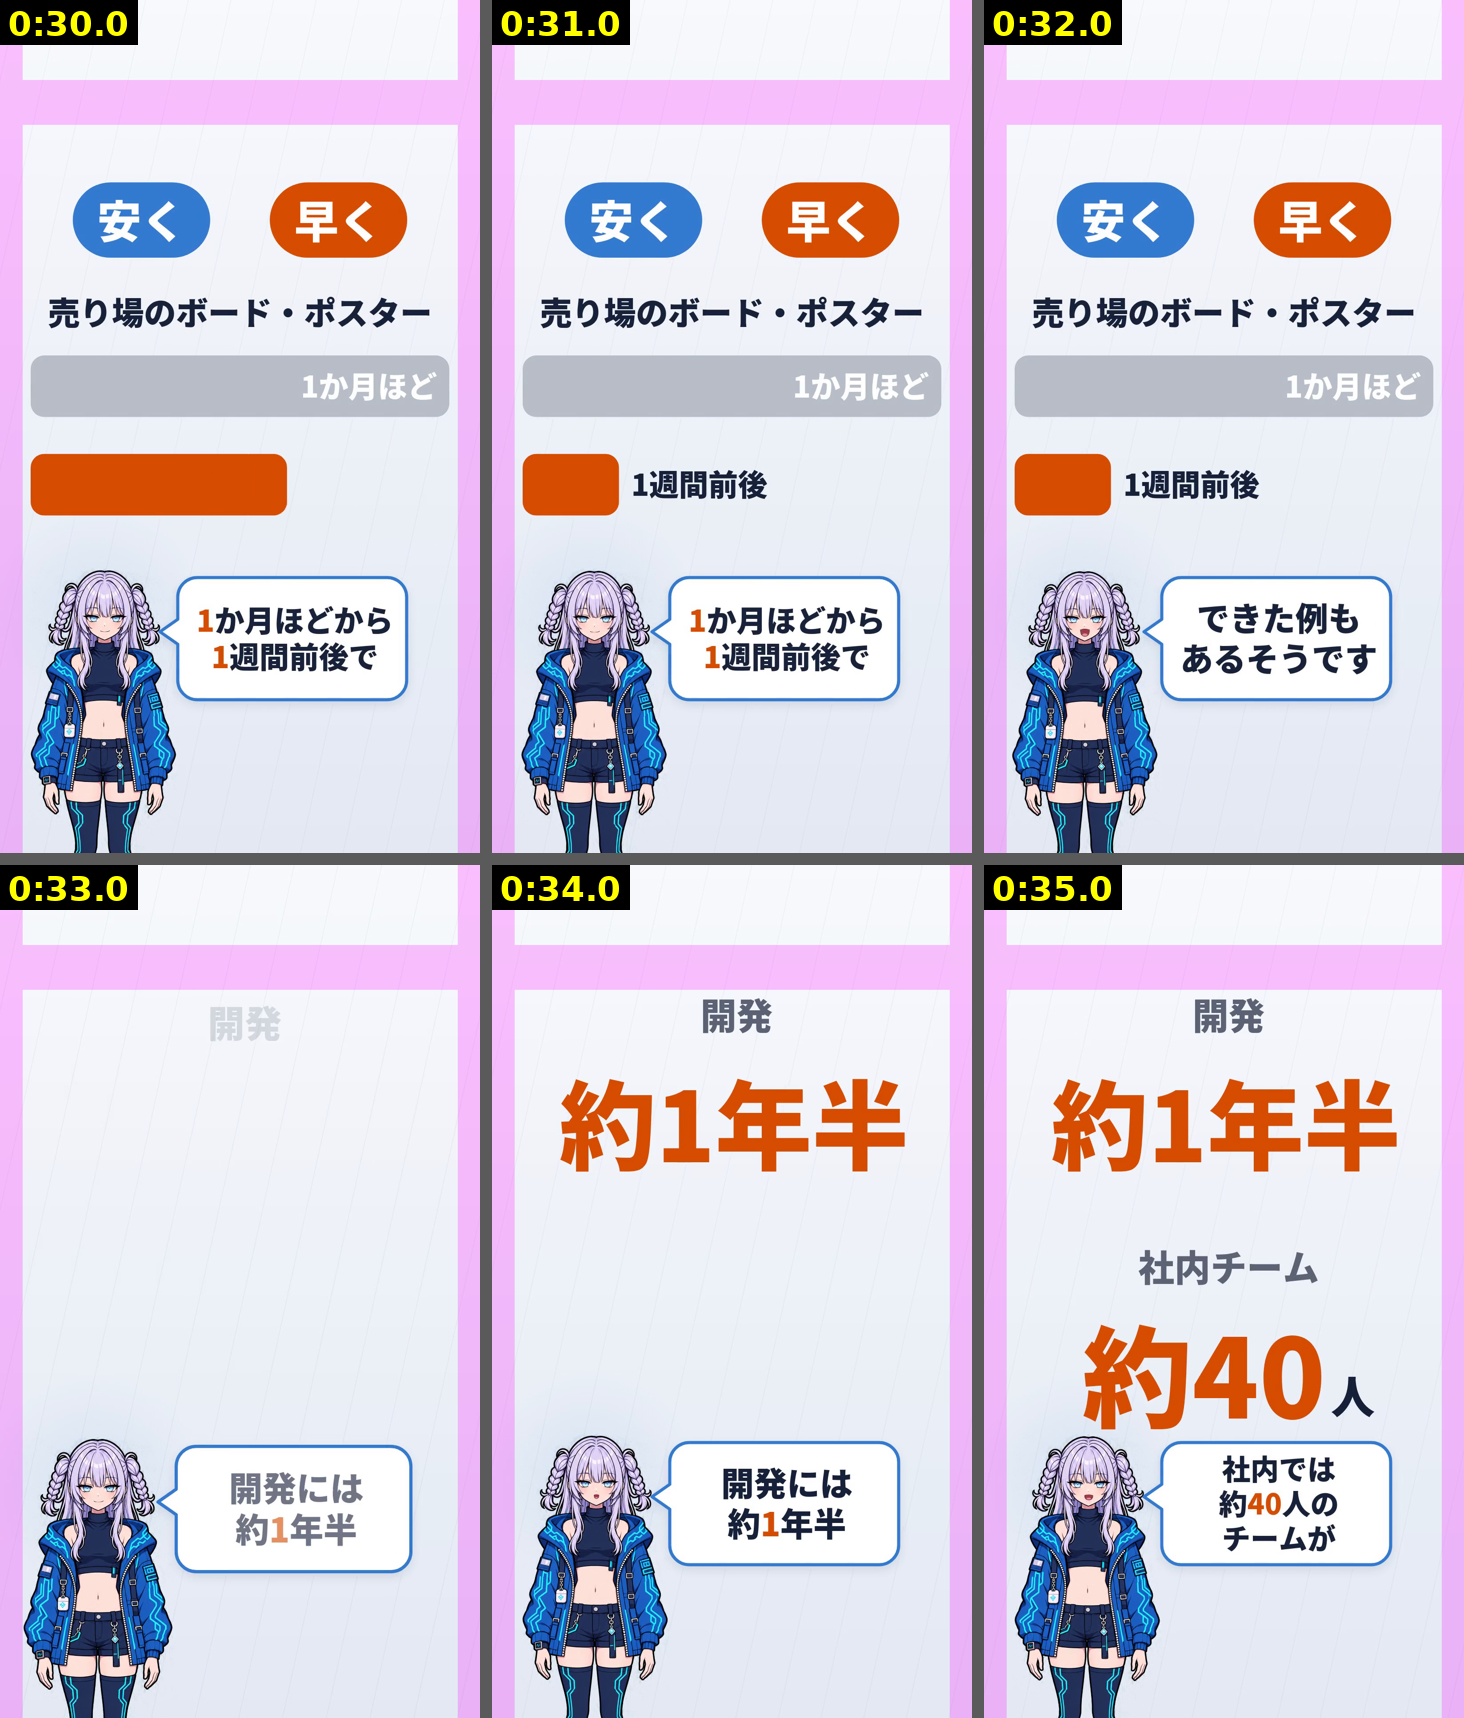 0:30.0
安く
早く
売り場のボード・ポスター
1か月ほど
1か月ほどから
1週間前後で
0:31.0
安く
早く
売り場のボード・ポスター
1か月ほど
1週間前後
1か月ほどから
1週間前後で
0:32.0
安く
早く
売り場のボード・ポスター
1か月ほど
1週間前後
できた例も
あるそうです
0:33.0
開発
開発には
約1年半
0:34.0
開発
約1年半
開発には
約1年半
0:35.0
開発
約1年半
社内チーム
約40人
社内では
約40人の
チームが